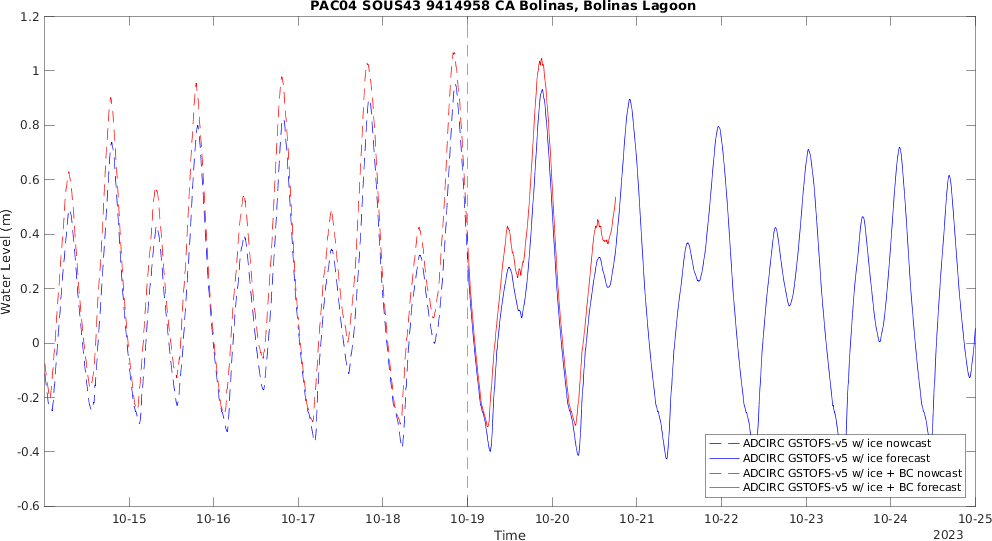 PAC04 SOUS43 9414958 CA Bolinas, Bolinas Lagoon
1.2
1
0.8
0.6
0.4
0.2
0
-0.2
-0.4
-0.6
Water Level (m)
ADCIRC GSTOFS-v5 w/ ice nowcast
ADCIRC GSTOFS-v5 w/ ice forecast
ADCIRC GSTOFS-v5 w/ ice + BC nowcast
ADCIRC GSTOFS-v5 w/ ice + BC forecast
10-15 10-16 10-17 10-18 10-19 10-20 10-21 10-22 10-23 10-24 10-25
Time
2023